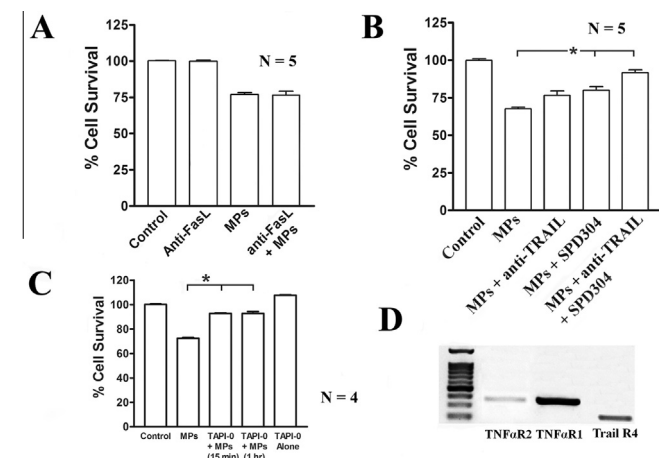 A
125
100
75
50
25
0
% Cell Survival
N = 5
Control
Anti-FasL
MPs
anti-FasL
+ MPs
B
125
100
75
50
25
0
% Cell Survival
N = 5
*
Control
MPs
MPs + anti-TRAIL
MPs + SPD304
MPs + anti-TRAIL
+ SPD304
C
120
100
80
60
40
20
0
% Cell Survival
*
N = 4
Control
MPs
TAPI-0
+ MPs
(15 min)
TAPI-0
+ MPs
(1 hr)
TAPI-0
Alone
D
TNFαR2 TNFαR1 Trail R4